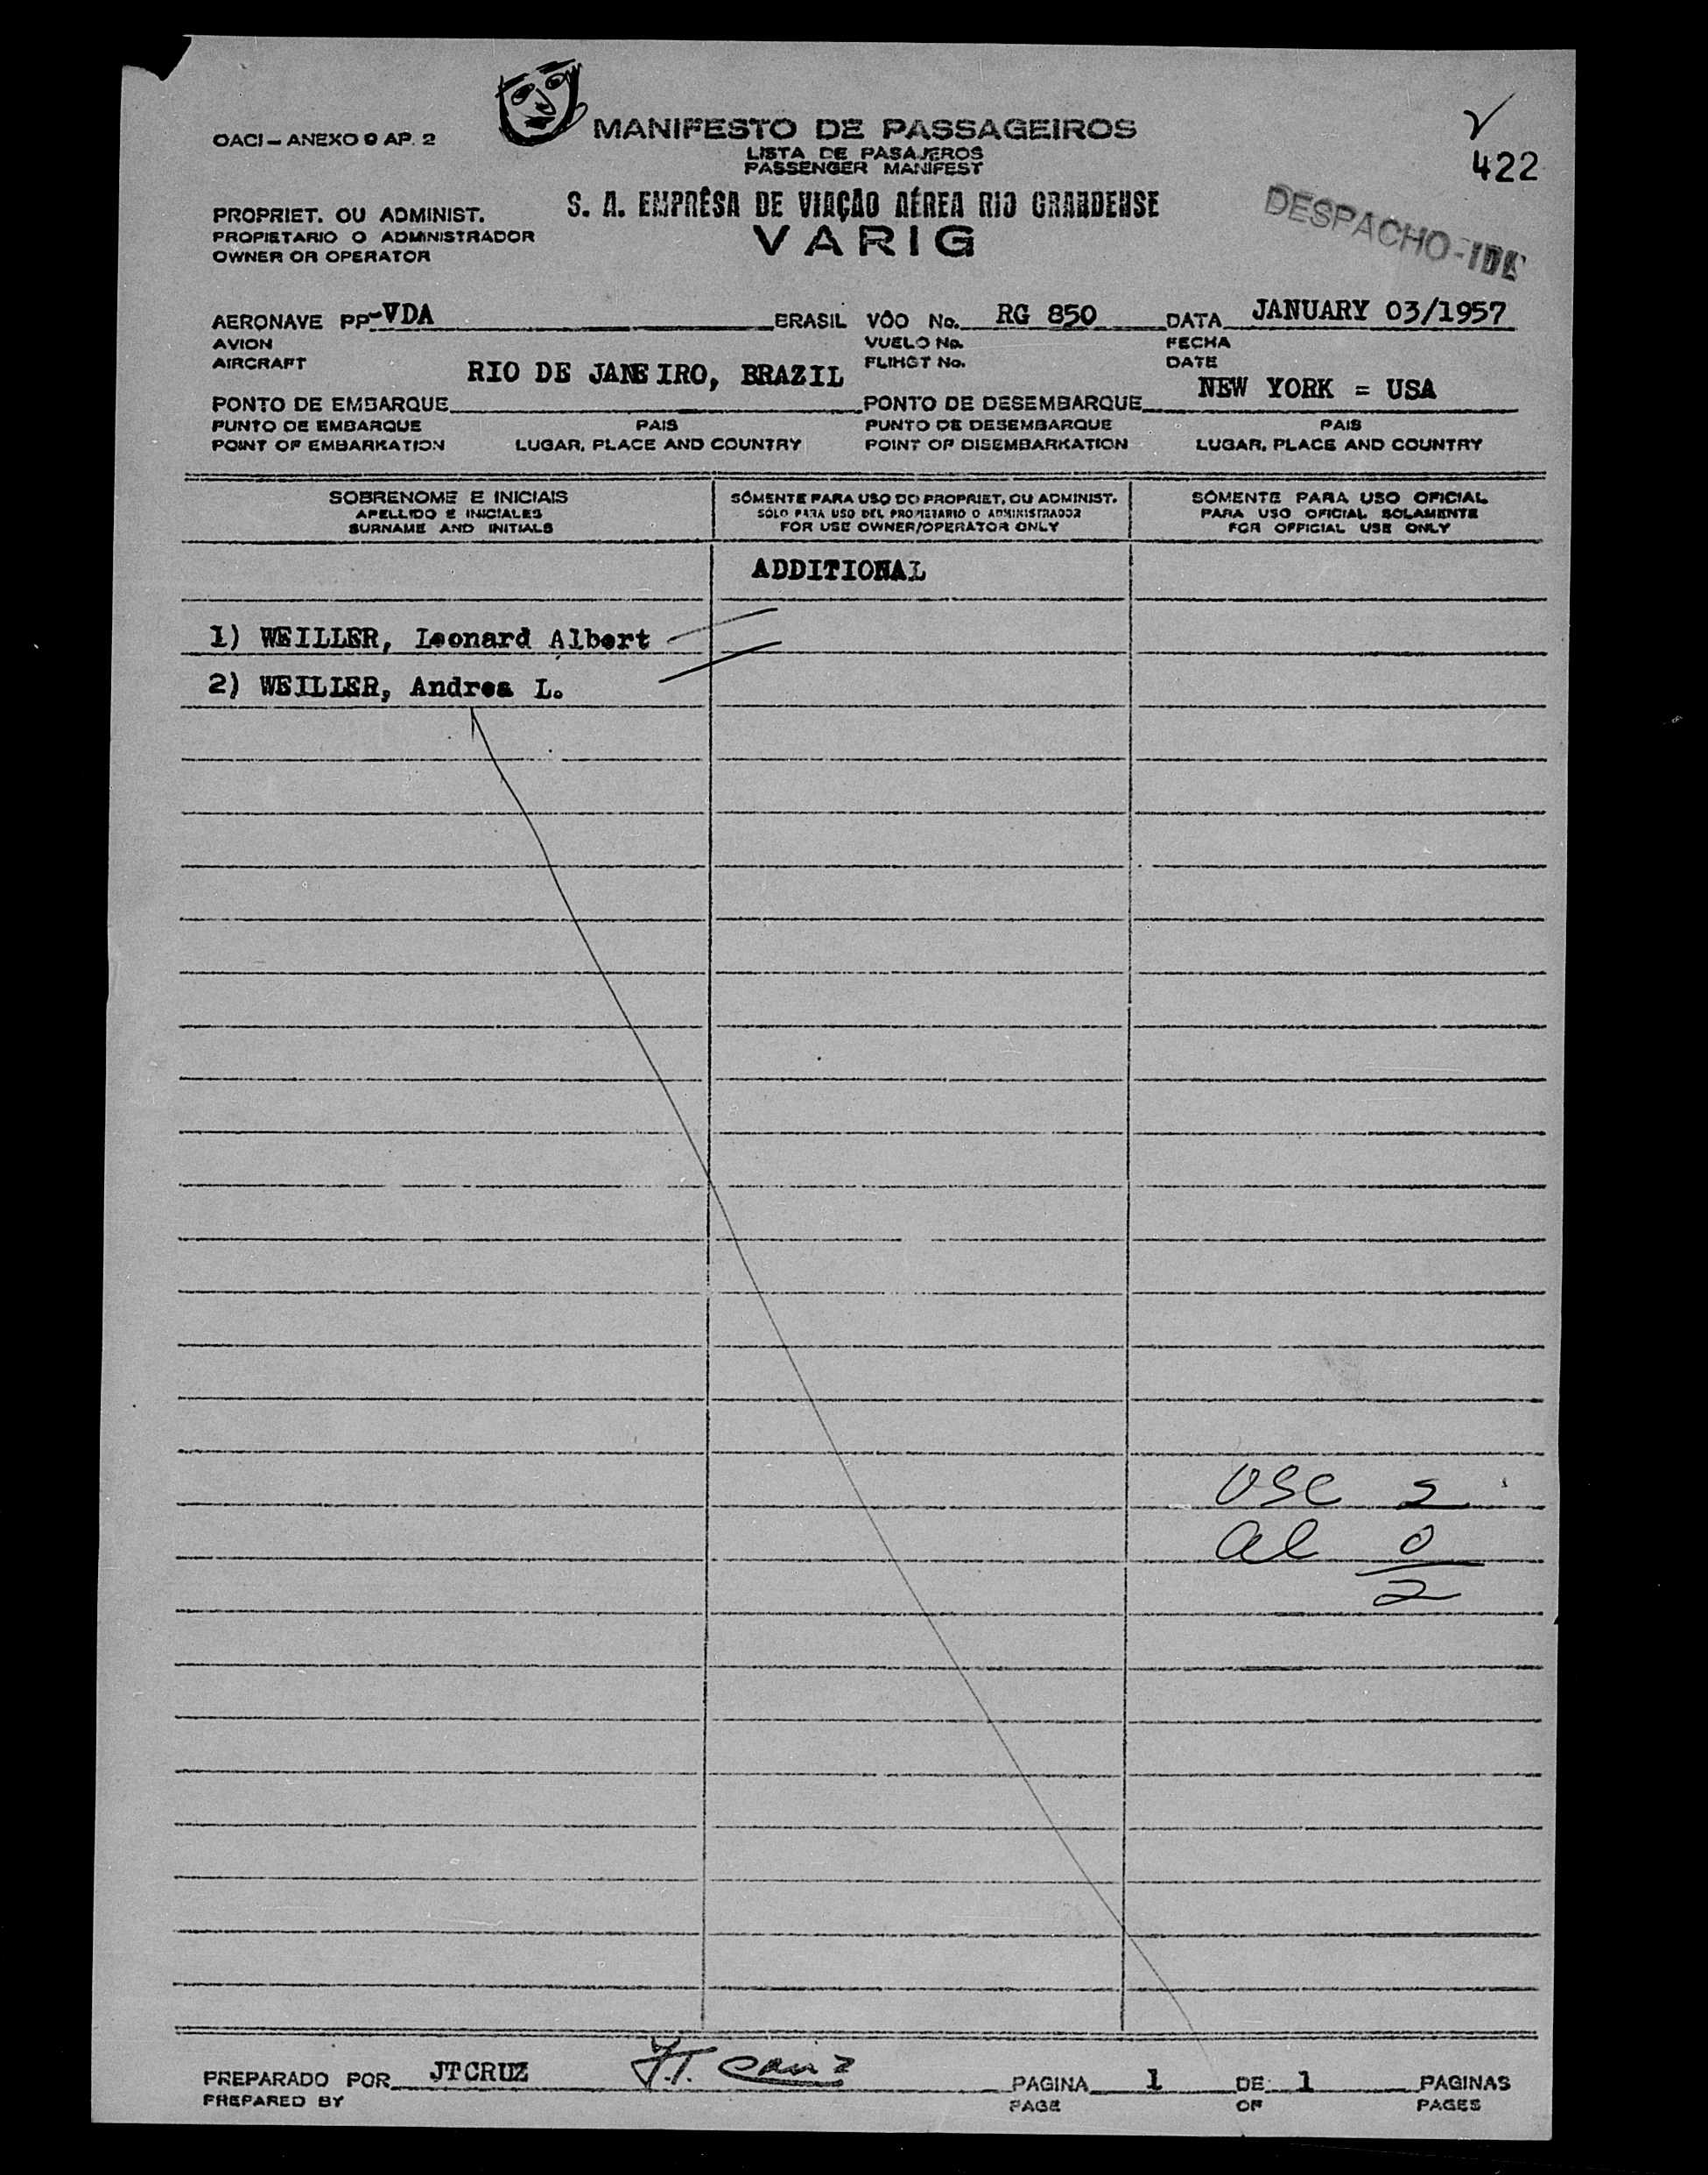 OACI – ANEXO 9 AP. 2
MANIFESTO DE PASSAGEIROS
LISTA DE PASAJEROS
PASSENGER MANIFEST
422
S. A. EMPRÊSA DE VIAÇÃO AÉREA RIO GRANDENSE
VARIG
DESPACHO-IDL
PROPRIET. OU ADMINIST.
PROPIETARIO O ADMINISTRADOR
OWNER OR OPERATOR
AERONAVE PP-VDA BRASIL VÔO No. RG 850 DATA JANUARY 03/1957
AVION VUELO No. FECHA
AIRCRAFT FLIHGT No. DATE
PONTO DE EMBARQUE RIO DE JANEIRO, BRAZIL PONTO DE DESEMBARQUE NEW YORK = USA
PUNTO DE EMBARQUE PAIS PUNTO DE DESEMBARQUE PAIS
POINT OF EMBARKATION LUGAR, PLACE AND COUNTRY POINT OF DISEMBARKATION LUGAR, PLACE AND COUNTRY
SOBRENOME E INICIAIS
APELLIDO E INICIALES
SURNAME AND INITIALS
SÓMENTE PARA USO DO PROPRIET. OU ADMINIST.
SÓLO PARA USO DEL PROPIETARIO O ADMINISTRADOR
FOR USE OWNER/OPERATOR ONLY
SÓMENTE PARA USO OFICIAL
PARA USO OFICIAL SOLAMENTE
FOR OFFICIAL USE ONLY
ADDITIONAL
1) WEILLER, Leonard Albert
2) WEILLER, Andrea L.
USC 2
al 0
2
PREPARADO POR JTCRUZ J.T. Cruz PAGINA 1 DE 1 PAGINAS
PREPARED BY PAGE OF PAGES